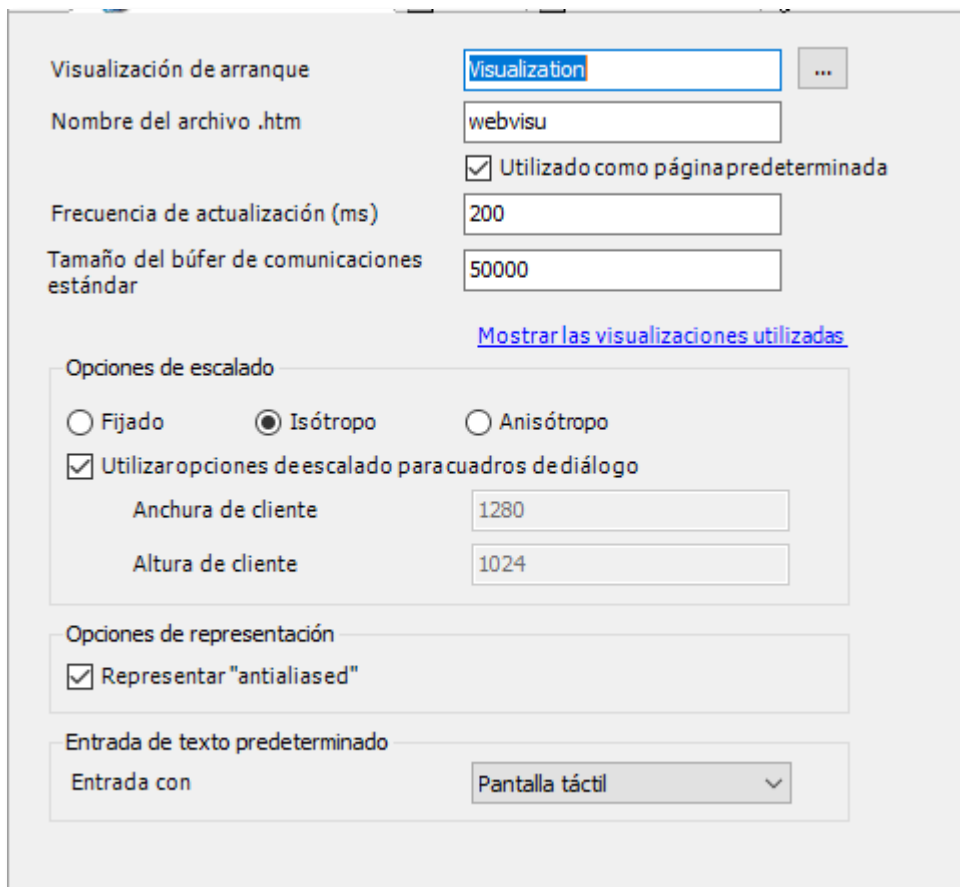 Visualización de arranque
Visualization
...
Nombre del archivo .htm
webvisu
Utilizado como página predeterminada
Frecuencia de actualización (ms)
200
Tamaño del búfer de comunicaciones
estándar
50000
Mostrar las visualizaciones utilizadas
Opciones de escalado
Fijado
Isótropo
Anisótropo
Utilizar opciones de escalado para cuadros de diálogo
Anchura de cliente
1280
Altura de cliente
1024
Opciones de representación
Representar "antialiased"
Entrada de texto predeterminado
Entrada con
Pantalla táctil